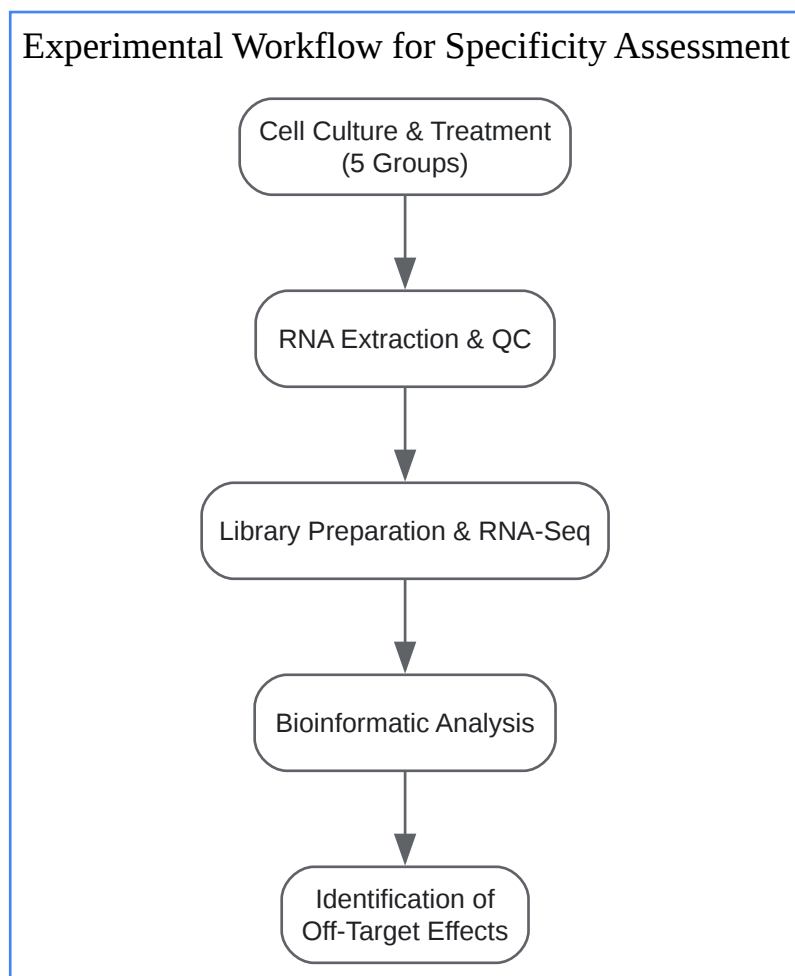 Experimental Workflow for Specificity Assessment
Cell Culture & Treatment
(5 Groups)
RNA Extraction & QC
Library Preparation & RNA-Seq
Bioinformatic Analysis
Identification of
Off-Target Effects